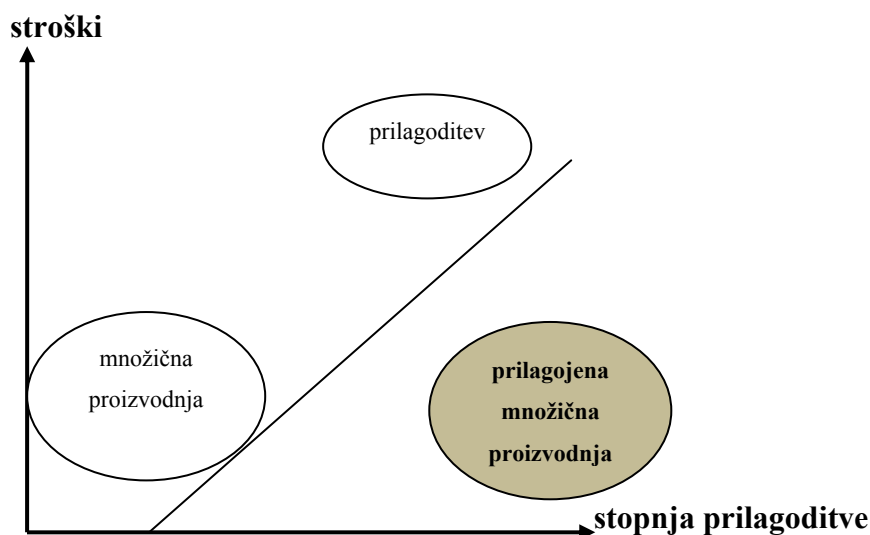 stroški
prilagoditev
množična
proizvodnja
prilagojena
množična
proizvodnja
stopnja prilagoditve